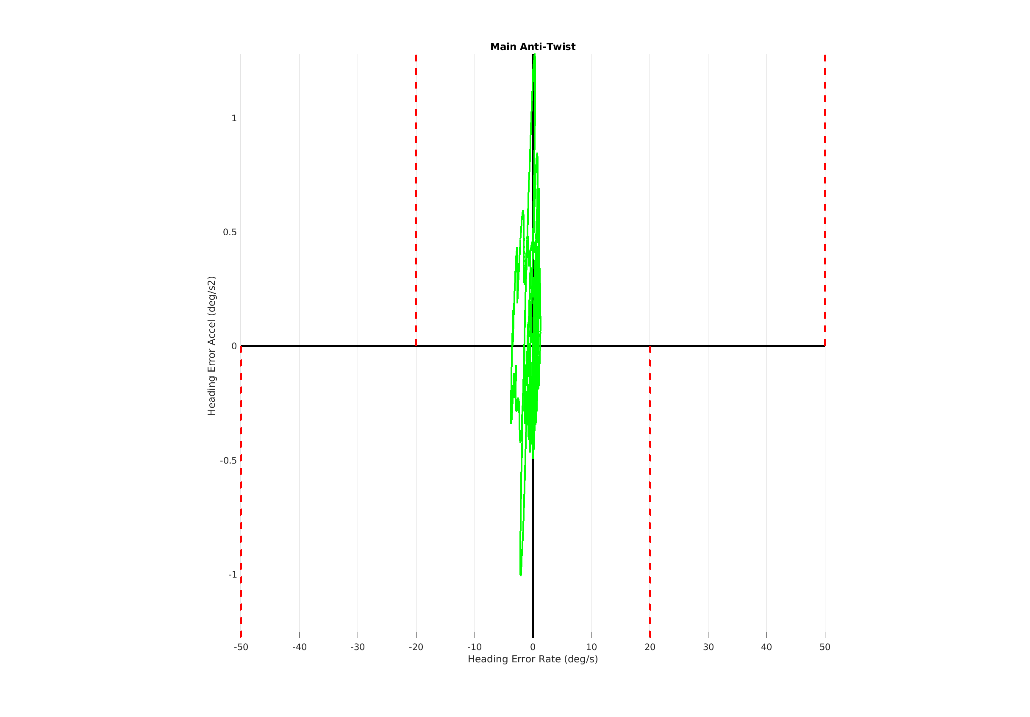 Main Anti-Twist
Heading Error Accel (deg/s2)
1
0.5
0
-0.5
-1
-50 -40 -30 -20 -10 0 10 20 30 40 50
Heading Error Rate (deg/s)